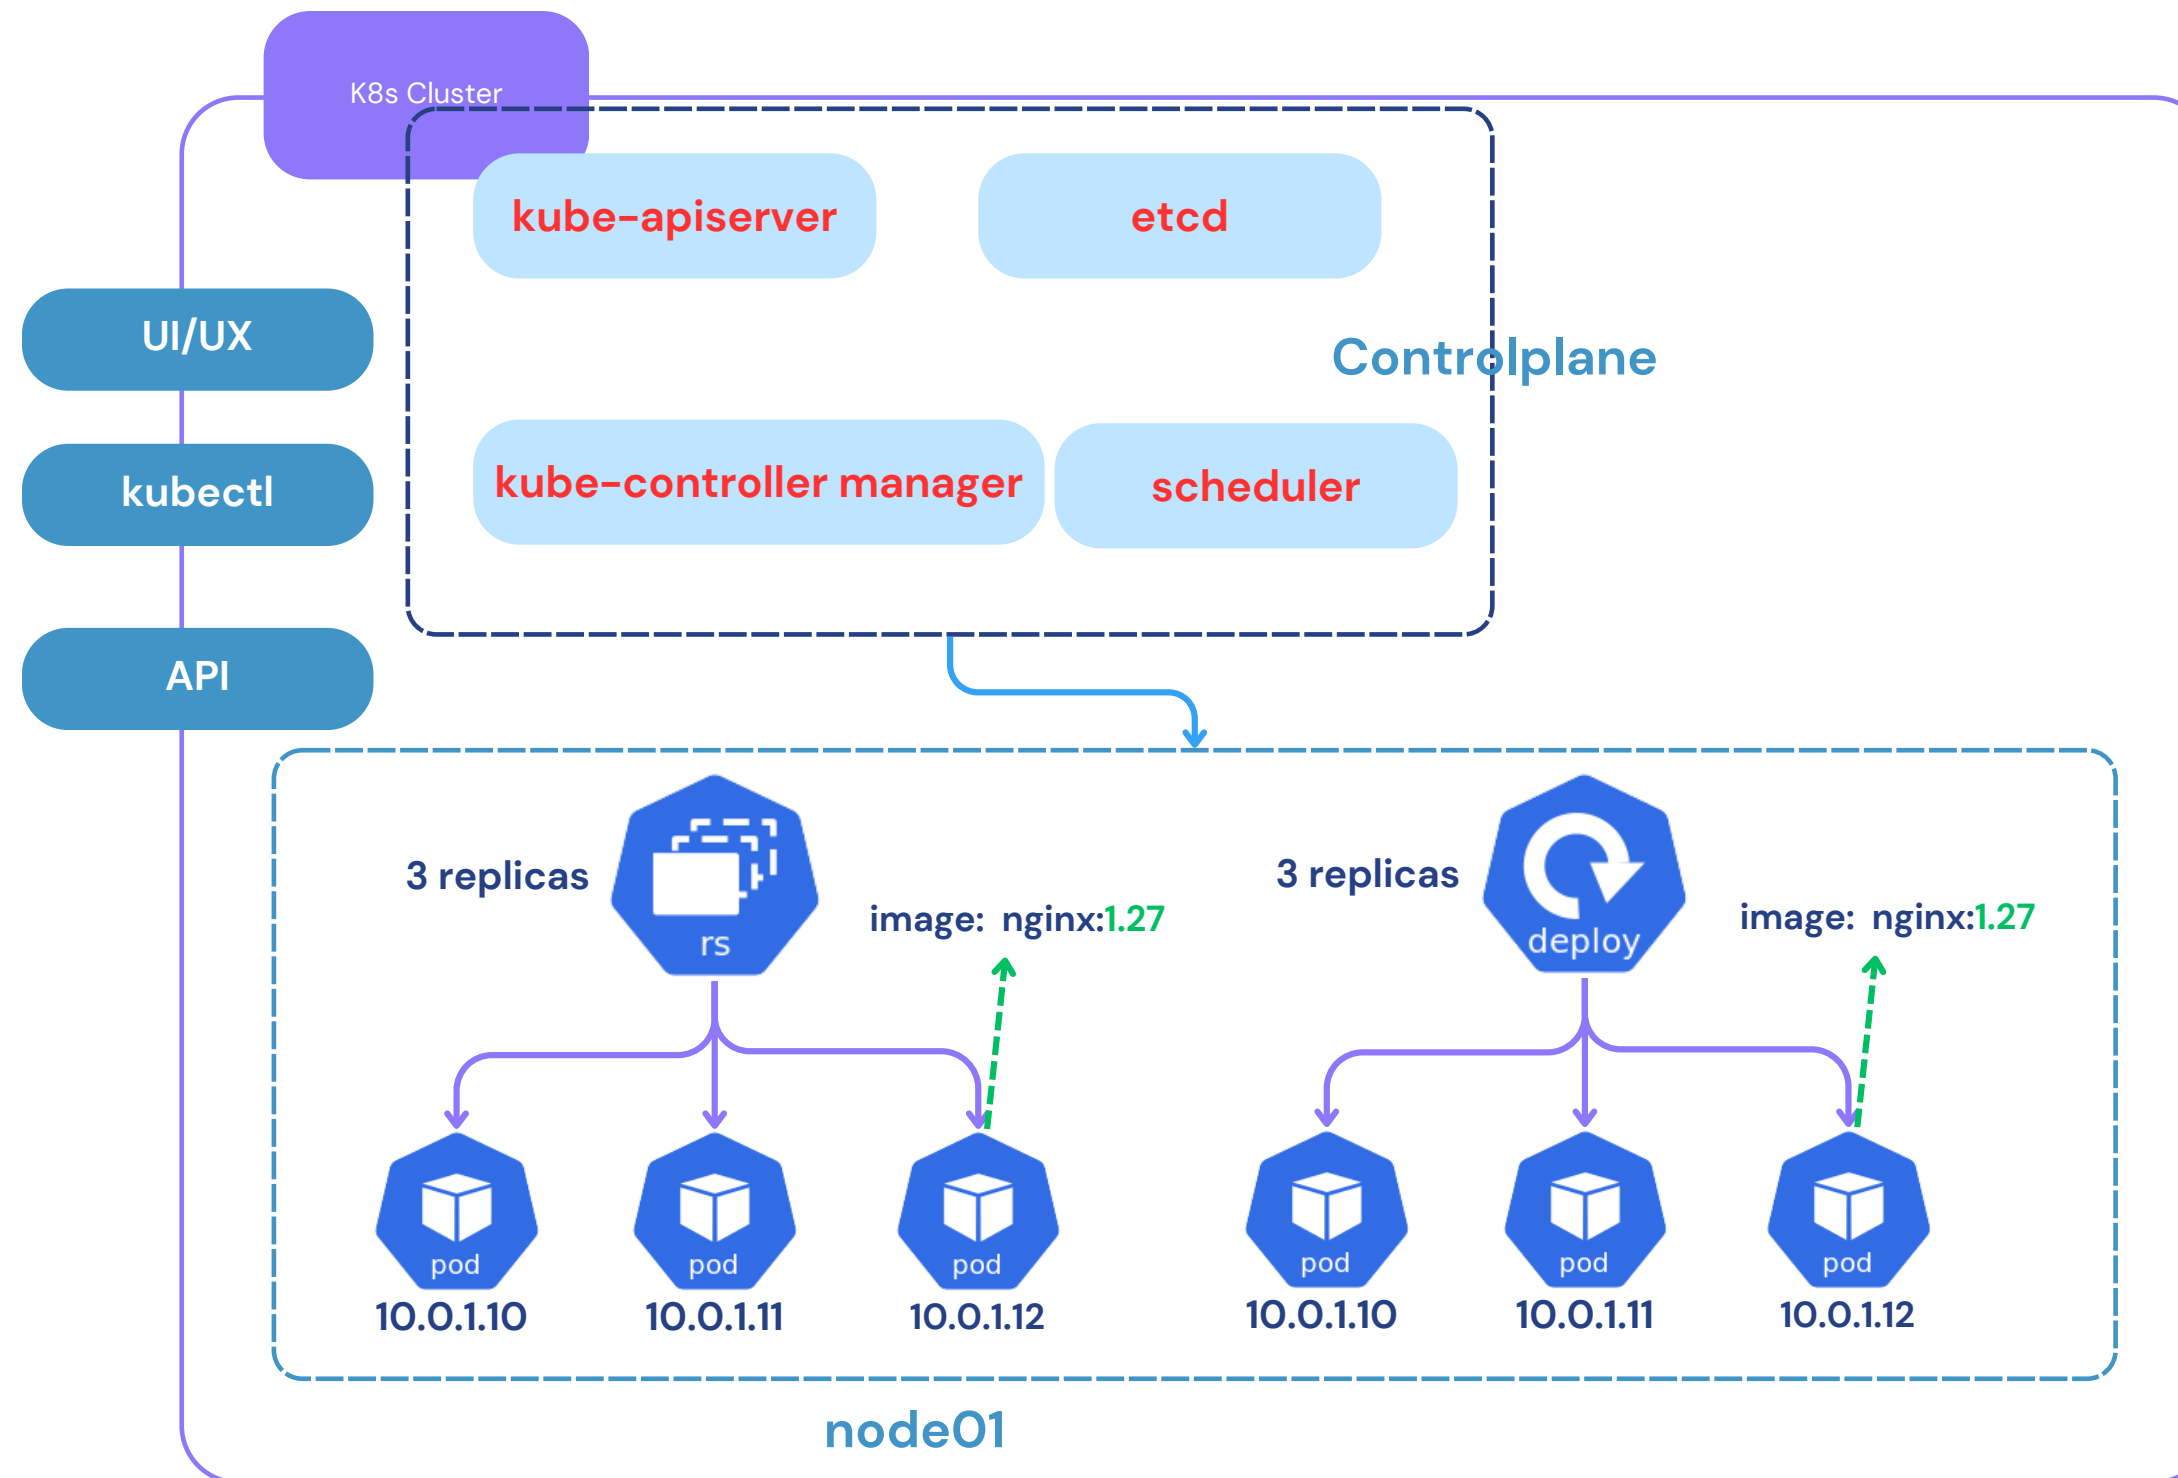 K8s Cluster
kube-apiserver
etcd
UI/UX
Controlplane
kubectl
kube-controller manager
scheduler
API
3 replicas
rs
image: nginx:1.27
3 replicas
deploy
image: nginx:1.27
pod
pod
pod
pod
pod
pod
10.0.1.10
10.0.1.11
10.0.1.12
10.0.1.10
10.0.1.11
10.0.1.12
node01